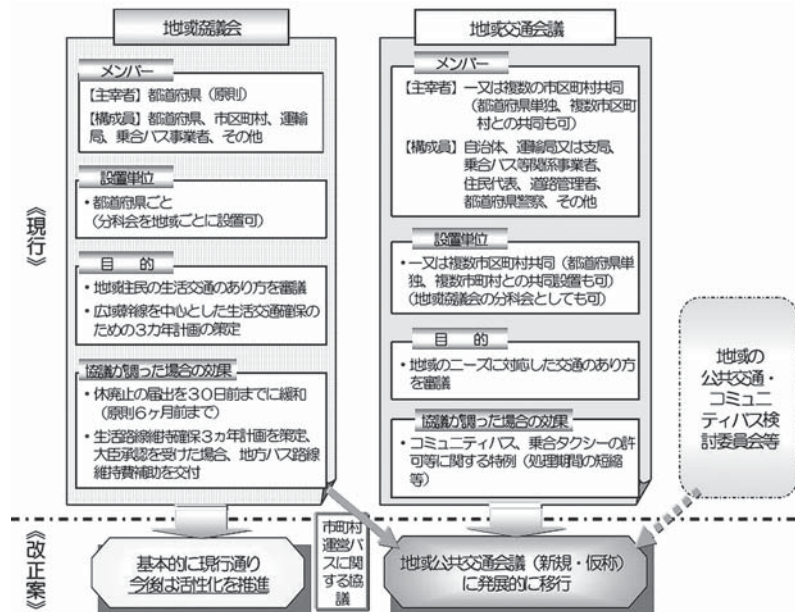 地域協議会
メンバー
【主宰者】都道府県（原則）
【構成員】都道府県、市区町村、運輸
局、乗合バス事業者、その他
設置単位
・都道府県ごと
（分科会を地域ごとに設置可）
目　的
・地域住民の生活交通のあり方を審議
・広域幹線を中心とした生活交通確保の
ための３カ年計画の策定
協議が調った場合の効果
・休廃止の届出を３０日前までに緩和
（原則６ヶ月前まで）
・生活路線維持確保３ヵ年計画を策定、
大臣承認を受けた場合、地方バス路線
維持費補助を交付
地域交通会議
メンバー
【主宰者】一又は複数の市区町村共同
（都道府県単独、複数市区町
村との共同も可）
【構成員】自治体、運輸局又は支局、
乗合バス等関係事業者、
住民代表、道路管理者、
都道府県警察、その他
設置単位
・一又は複数市区町村共同（都道府県単
独、複数市町村との共同設置も可）
（地域協議会の分科会としても可）
目　的
・地域のニーズに対応した交通のあり方
を審議
協議が調った場合の効果
・コミュニティバス、乗合タクシーの許
可等に関する特例（処理期間の短縮
等）
地域の
公共交通・
コミュニ
ティバス検
討委員会等
《現行》
《改正案》
基本的に現行通り
今後は活性化を推進
市町村
運営バ
スに関
する協
議
地域公共交通会議（新規・仮称）
に発展的に移行